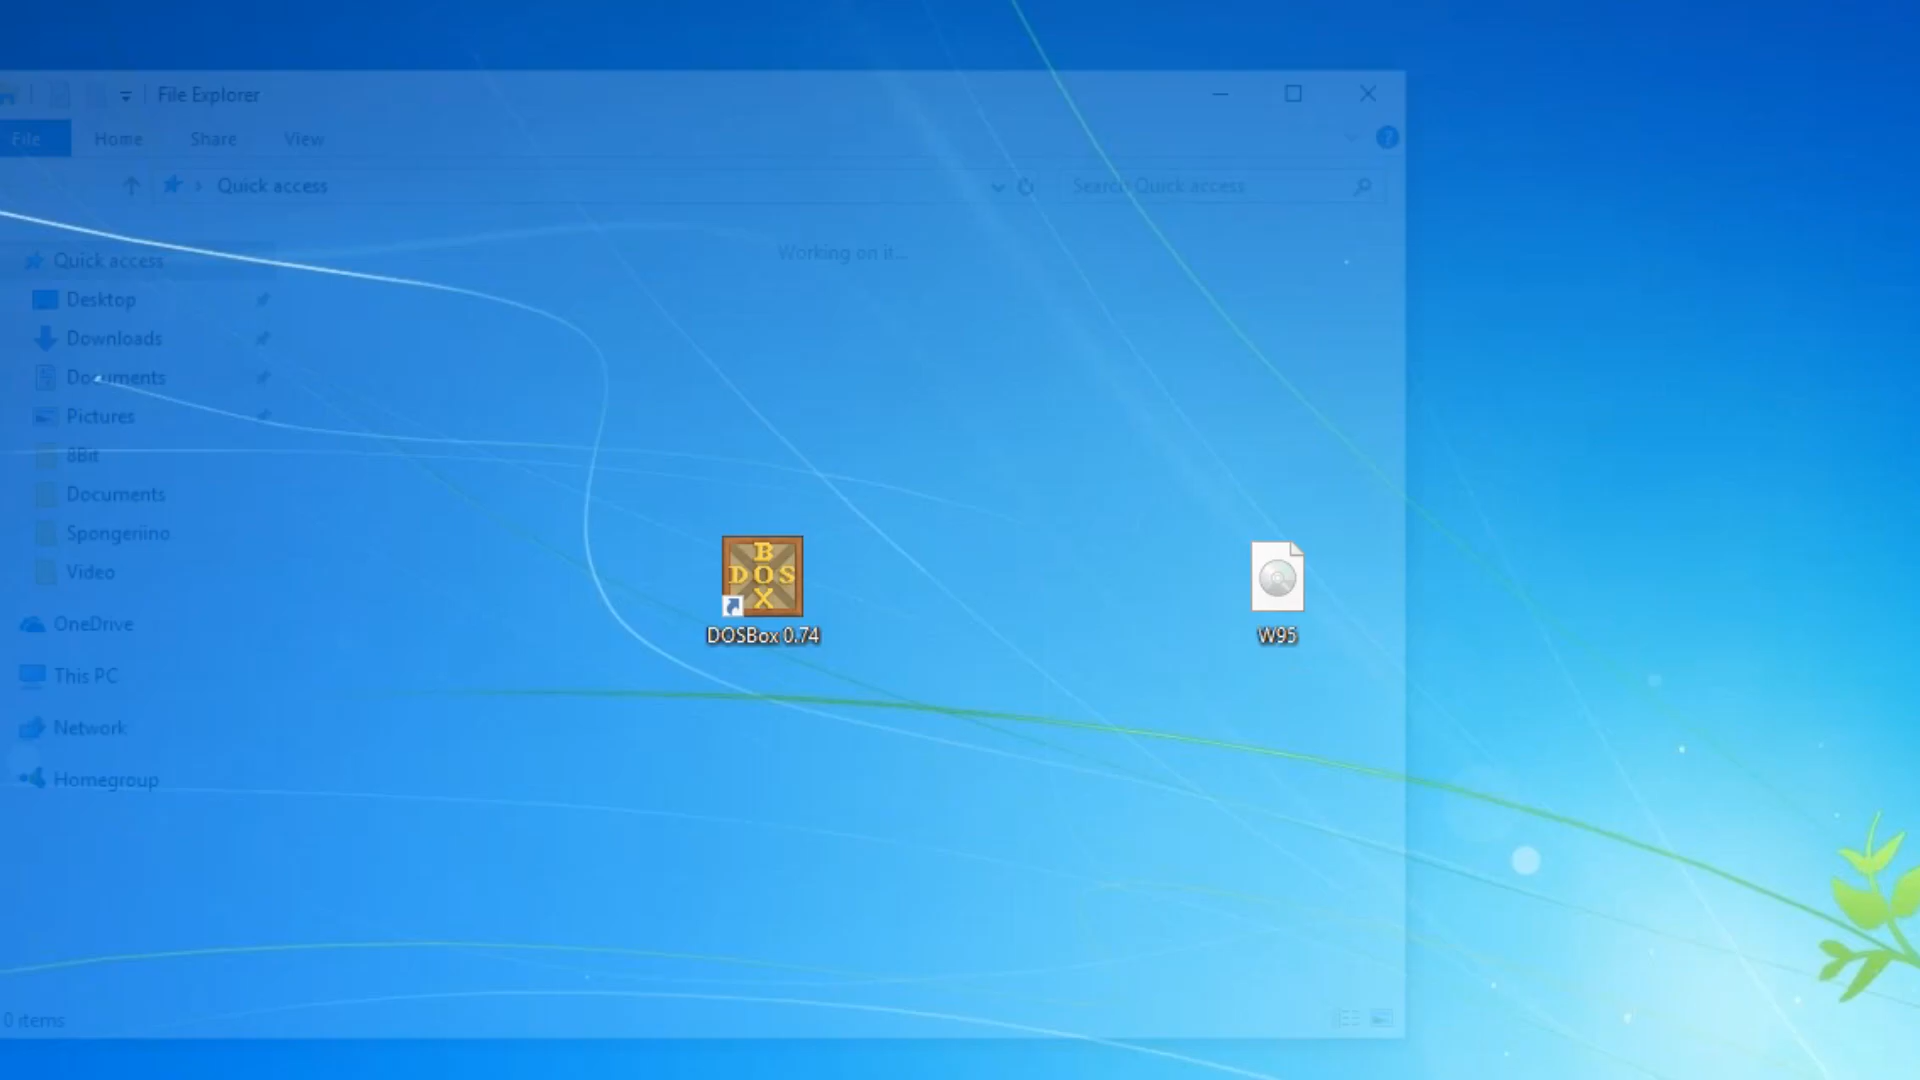 File Explorer
File Home Share View
Quick access
Search Quick access
Working on it...
Quick access
Desktop
Downloads
Documents
Pictures
8Bit
Documents
Spongeriino
Video
OneDrive
This PC
Network
Homegroup
B
DOS
X
DOSBox 0.74
W95
0 items